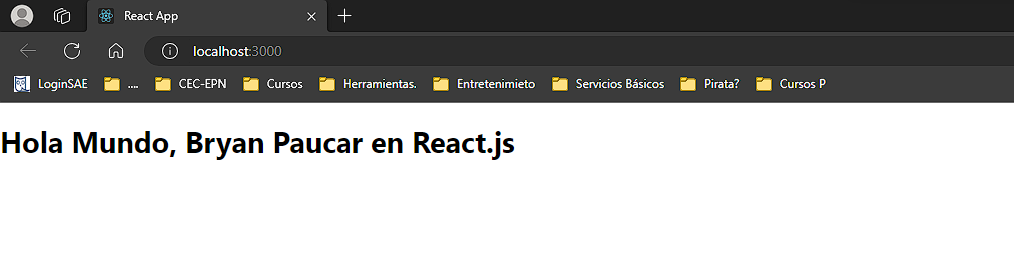 React App
localhost:3000
LoginSAE .... CEC-EPN Cursos Herramientas. Entretenimieto Servicios Básicos Pirata? Cursos P
Hola Mundo, Bryan Paucar en React.js